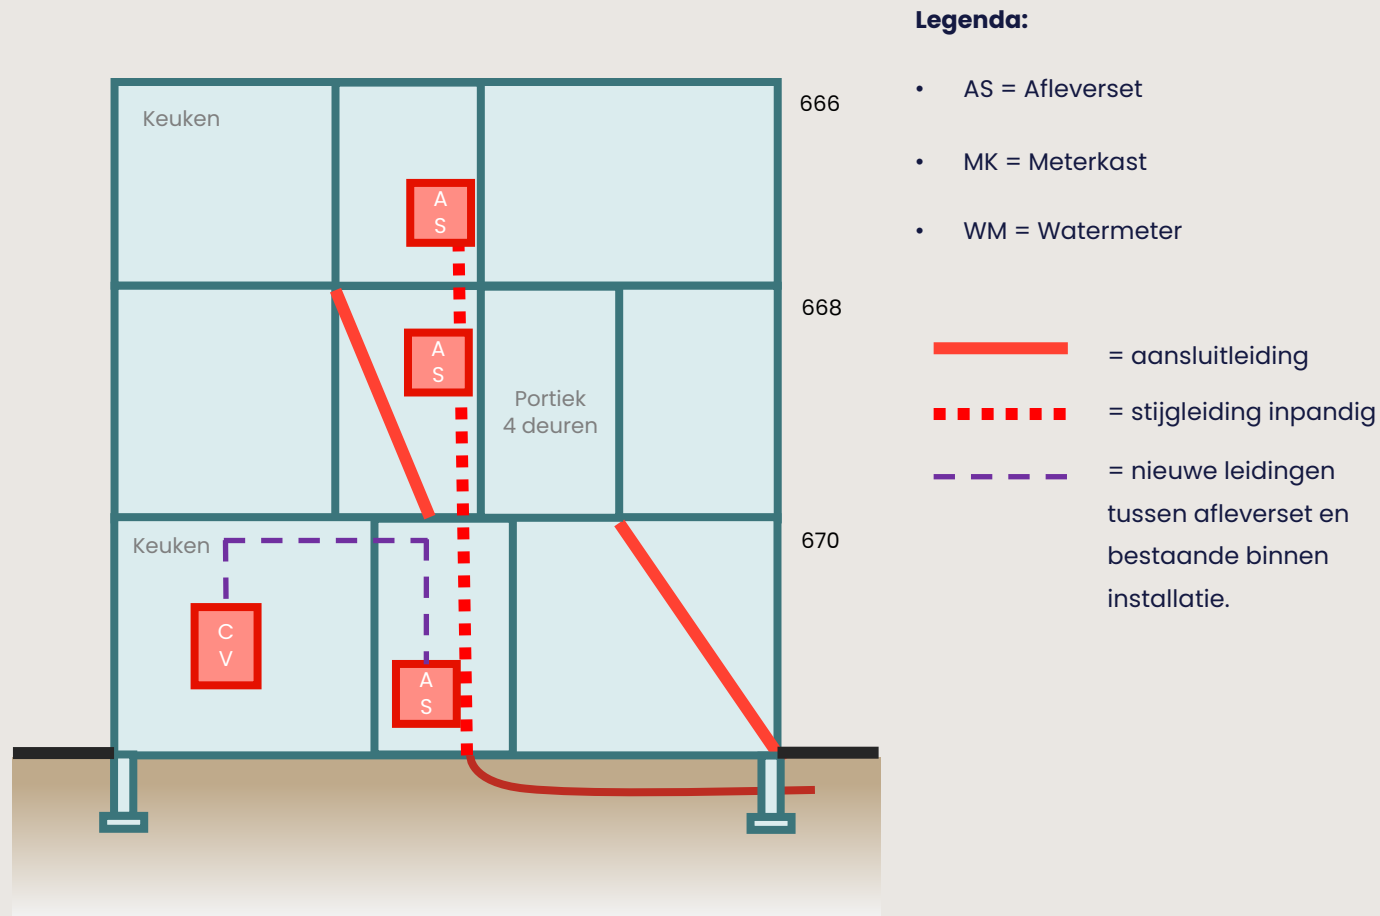 Legenda:
• AS = Afleverset
• MK = Meterkast
• WM = Watermeter
= aansluitleiding
= stijgleiding inpandig
= nieuwe leidingen
tussen afleverset en
bestaande binnen
installatie.
Keuken
666
A
S
668
A
S
Portiek
4 deuren
Keuken
670
C
V
A
S